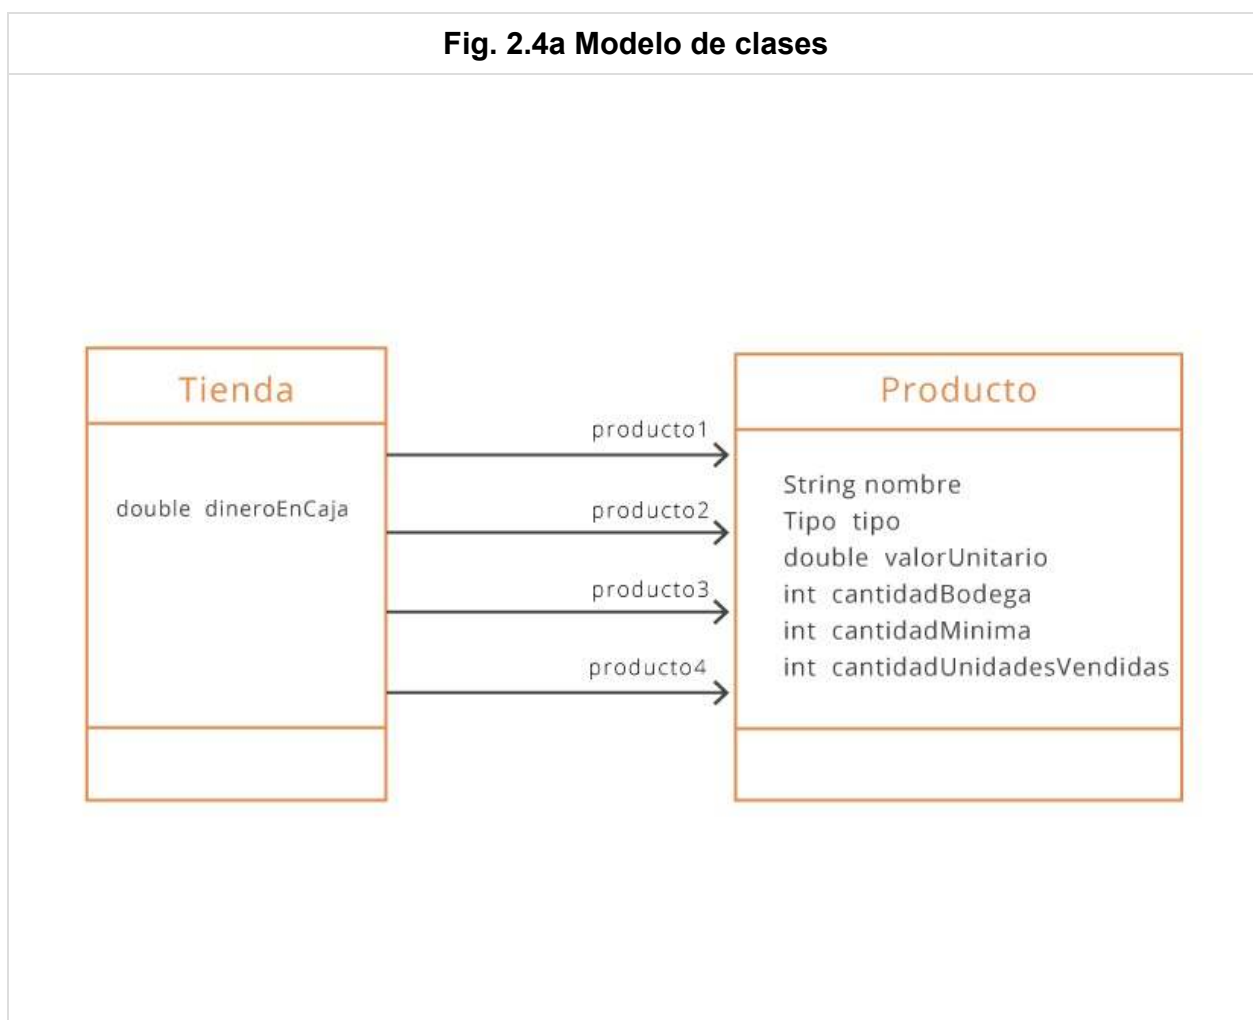 Fig. 2.4a Modelo de clases
Tienda
double dineroEnCaja
producto1
producto2
producto3
producto4
Producto
String nombre
Tipo tipo
double valorUnitario
int cantidadBodega
int cantidadMinima
int cantidadUnidadesVendidas